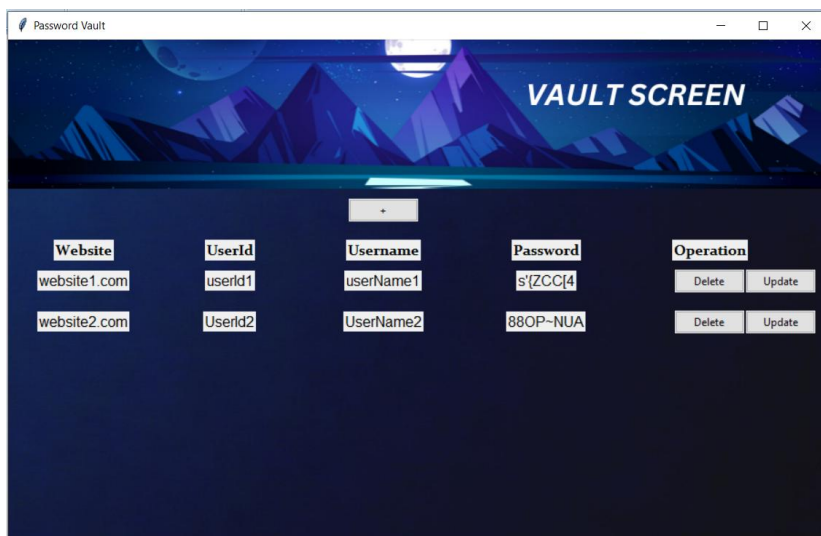 Password Vault
VAULT SCREEN
+
Website UserId Username Password Operation
website1.com userId1 userName1 s'{ZCC[4 Delete Update
website2.com UserId2 UserName2 88OP~NUA Delete Update